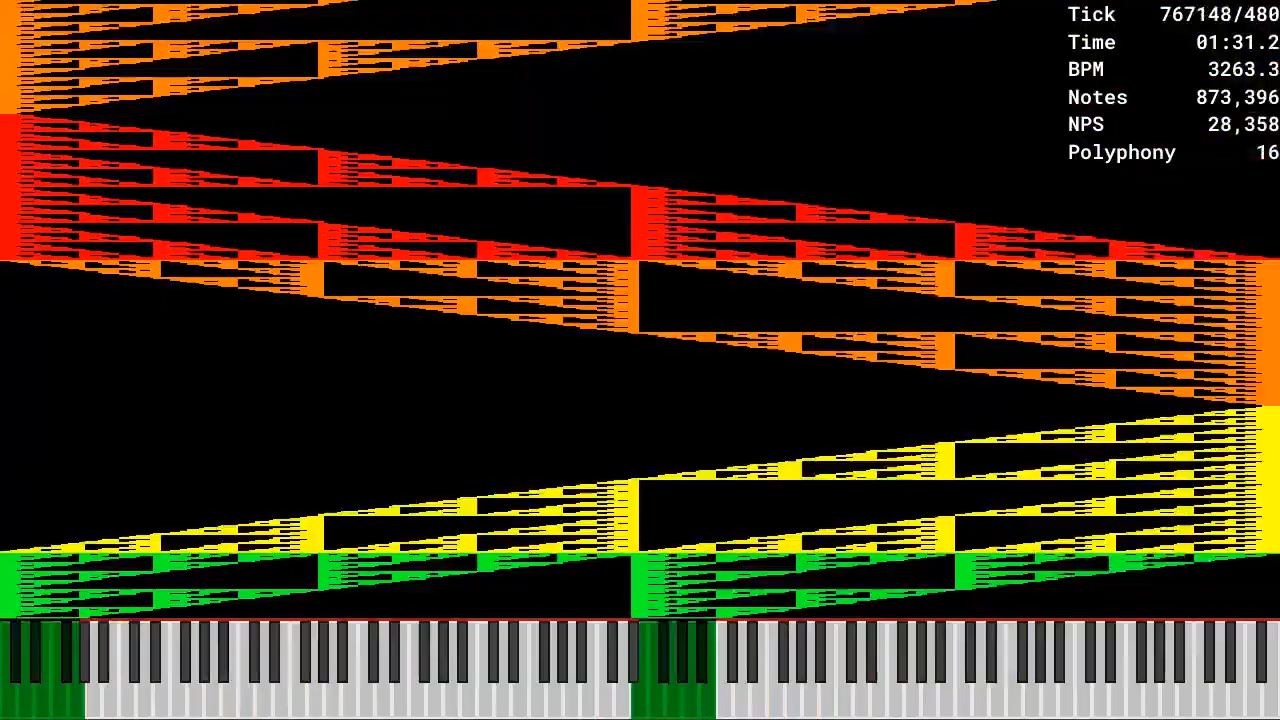 Tick 767148/480
Time 01:31.2
BPM 3263.3
Notes 873,396
NPS 28,358
Polyphony 16